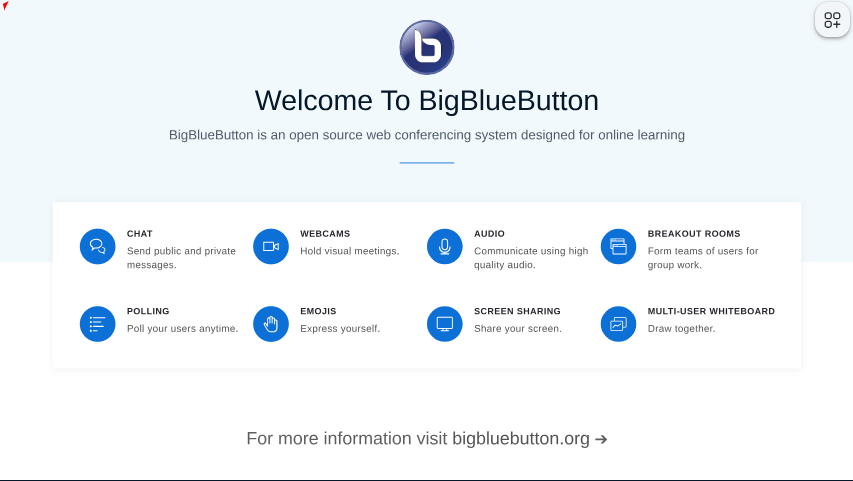 Welcome To BigBlueButton
BigBlueButton is an open source web conferencing system designed for online learning
CHAT
Send public and private
messages.
WEBCAMS
Hold visual meetings.
AUDIO
Communicate using high
quality audio.
BREAKOUT ROOMS
Form teams of users for
group work.
POLLING
Poll your users anytime.
EMOJIS
Express yourself.
SCREEN SHARING
Share your screen.
MULTI-USER WHITEBOARD
Draw together.
For more information visit bigbluebutton.org ➔